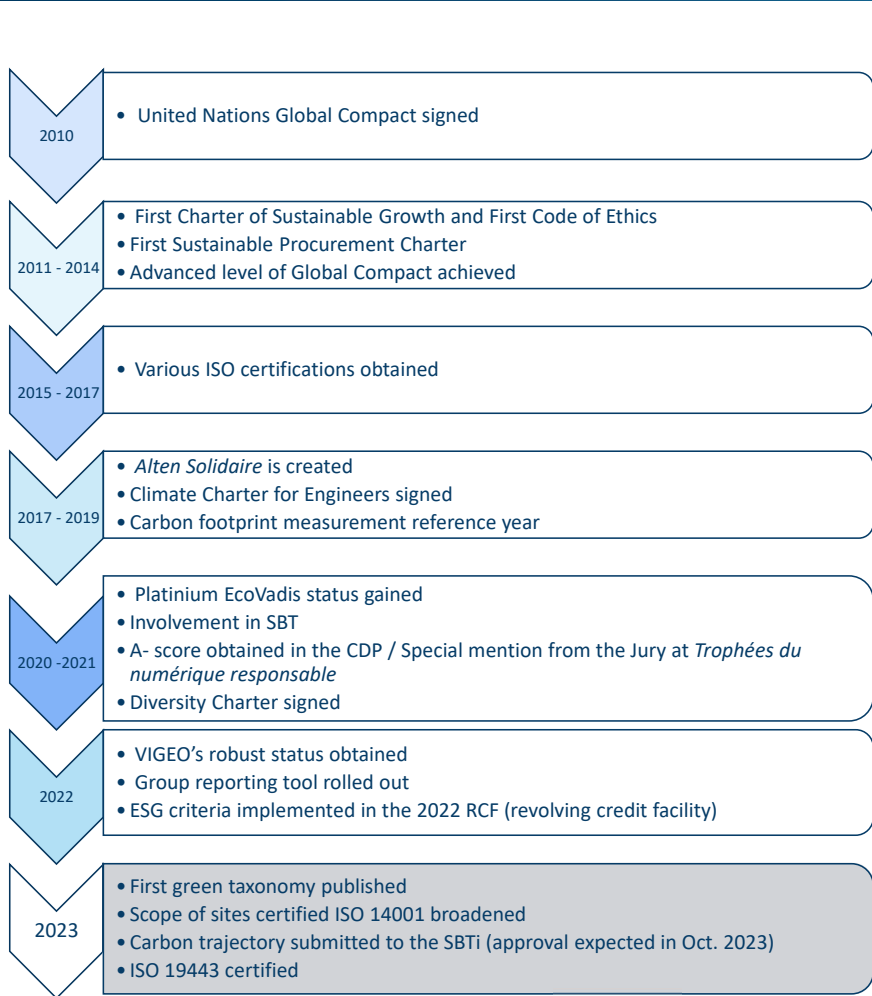 2010
• United Nations Global Compact signed
2011 - 2014
• First Charter of Sustainable Growth and First Code of Ethics
• First Sustainable Procurement Charter
• Advanced level of Global Compact achieved
2015 - 2017
• Various ISO certifications obtained
2017 - 2019
• Alten Solidaire is created
• Climate Charter for Engineers signed
• Carbon footprint measurement reference year
2020 -2021
• Platinium EcoVadis status gained
• Involvement in SBT
• A- score obtained in the CDP / Special mention from the Jury at Trophées du
numérique responsable
• Diversity Charter signed
2022
• VIGEO’s robust status obtained
• Group reporting tool rolled out
• ESG criteria implemented in the 2022 RCF (revolving credit facility)
2023
• First green taxonomy published
• Scope of sites certified ISO 14001 broadened
• Carbon trajectory submitted to the SBTi (approval expected in Oct. 2023)
• ISO 19443 certified